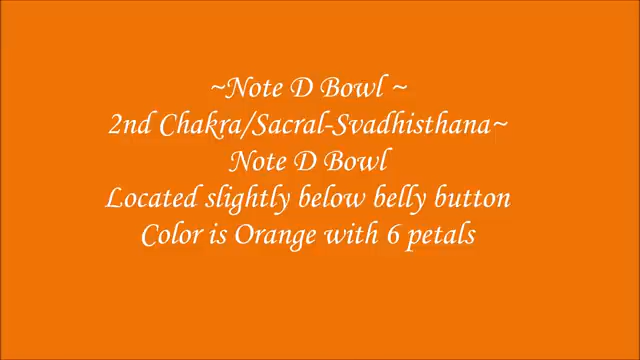 ~Note D Bowl ~
2nd Chakra/Sacral-Svadhisthana~
Note D Bowl
Located slightly below belly button
Color is Orange with 6 petals